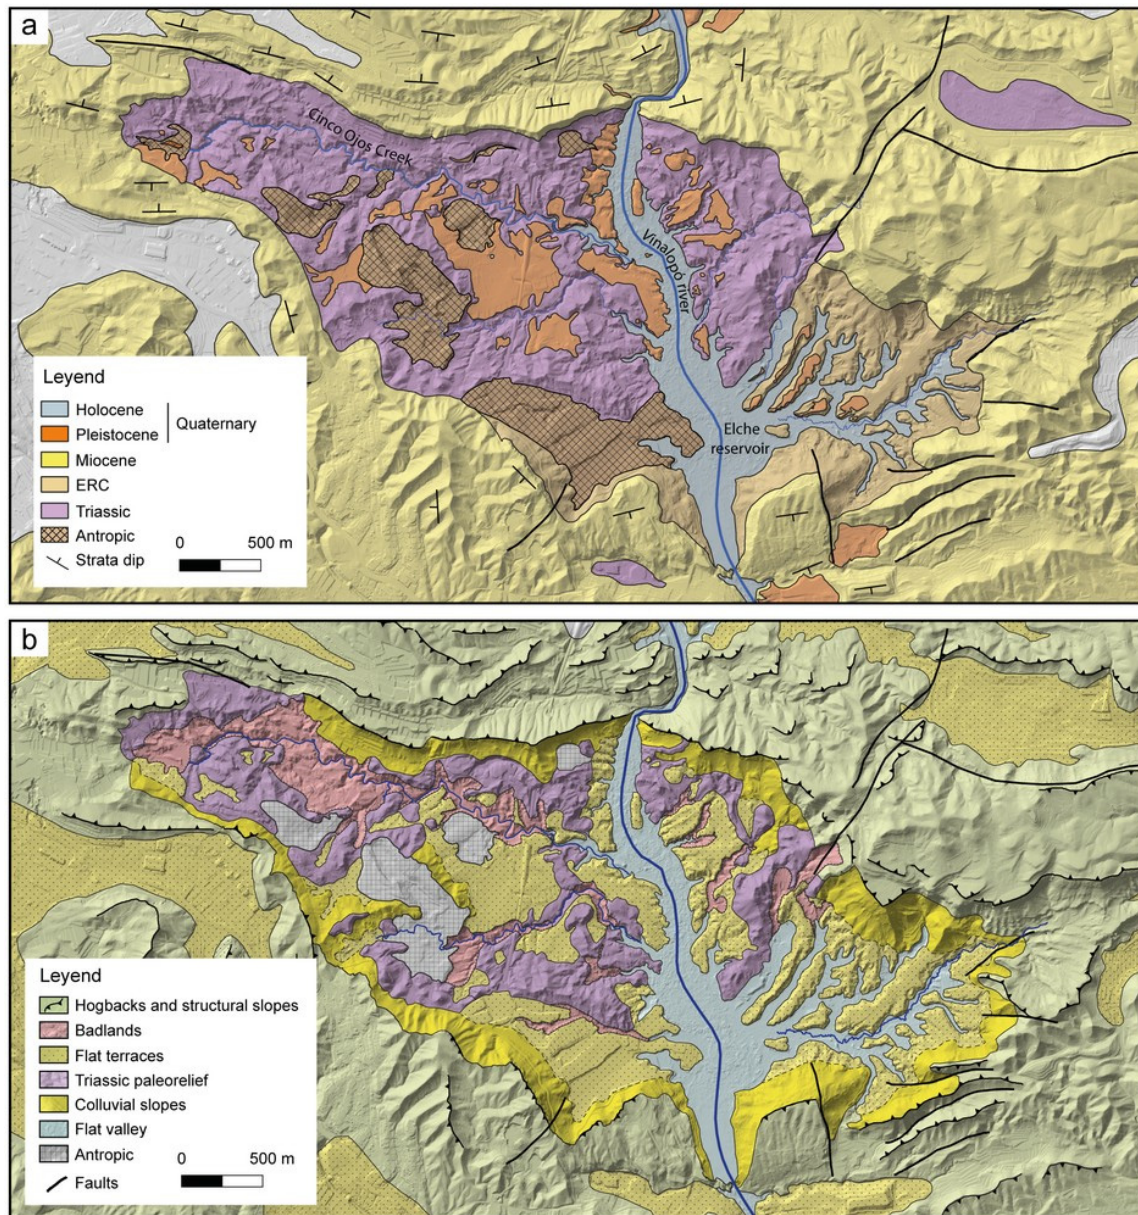 a
Cinco Ojos Creek
Vinalopó river
Elche
reservoir
Leyend
Holocene
Pleistocene
Quaternary
Miocene
ERC
Triassic
Antropic
Strata dip
0 500 m
b
Leyend
Hogbacks and structural slopes
Badlands
Flat terraces
Triassic paleorelief
Colluvial slopes
Flat valley
Antropic
Faults
0 500 m